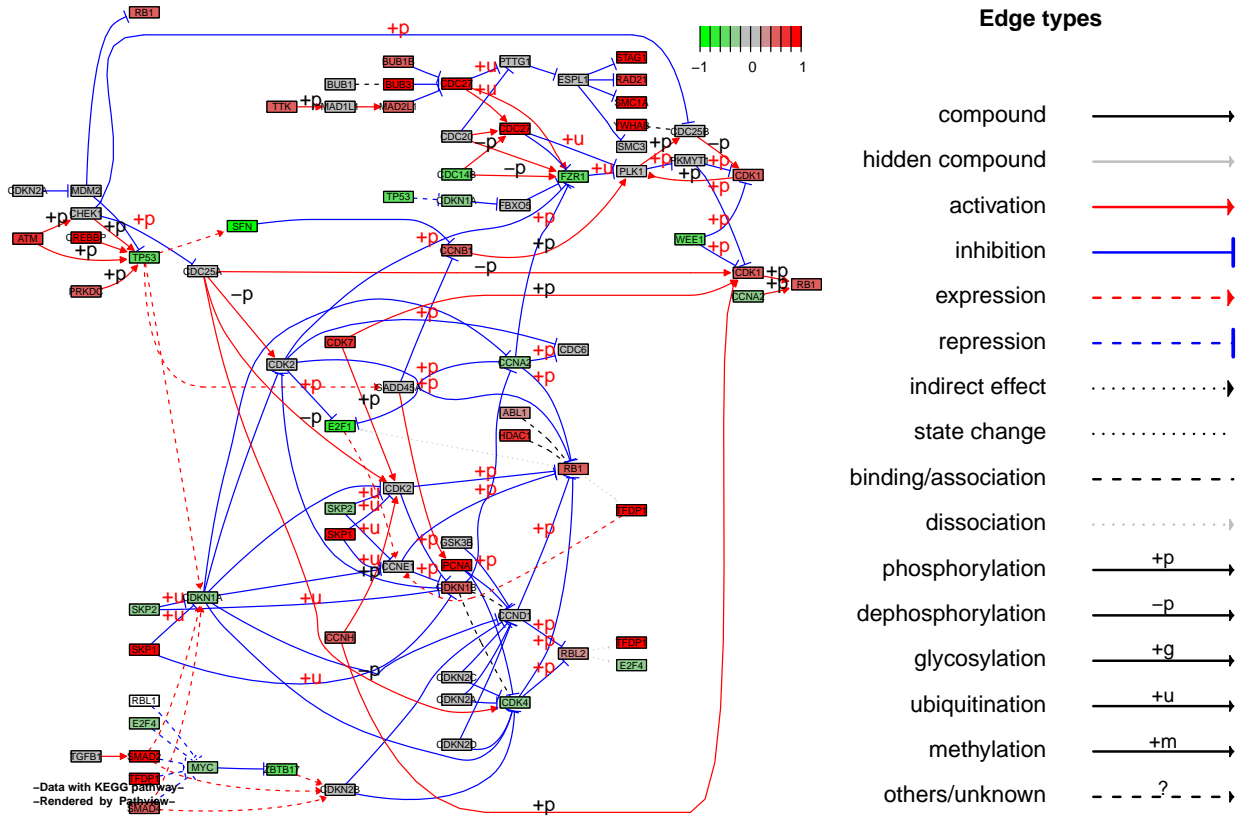 Edge types
−1 0 1
compound
hidden compound
activation
inhibition
expression
repression
indirect effect
state change
binding/association
dissociation
phosphorylation +p
dephosphorylation −p
glycosylation +g
ubiquitination +u
methylation +m
others/unknown ?
RB1
+p
BUB1B
PTTG1
STAG1
+u
BUB1
BUB3
CDC27
ESPL1
RAD21
+u
TTK
+p
MAD1L1
MAD2L1
SMC1A
CDC20
CDC27
YWHAB
CDC25B
−p
+u
SMC3
+p
−p
CDC14B
−p
+u
FZR1
PLK1
+p
PKMYT1
+p
+p
CDK1
+p
CDKN2A
MDM2
TP53
CDKN1A
FBXO5
CHEK1
+p
+p
+p
SFN
+p
ATM
CREBBP
+p
+p
CCNB1
+p
WEE1
+p
TP53
CDC25A
−p
CDK1
+p
RB1
+p
PRKDC
−p
+p
CCNA2
+p
CDK7
+p
CDC6
CDK2
+p
CCNA2
+p
+p
GADD45A
+p
+p
−p
E2F1
ABL1
HDAC1
RB1
+p
+u
CDK2
+p
SKP2
+u
TFDP1
SKP1
+u
+p
GSK3B
+p
+u
+p
CCNE1
PCNA
+p
CDKN1B
CDKN1A
+u
SKP2
+u
+u
CCND1
+p
CCNH
+p
TFDP1
SKP1
−p
+u
RBL2
E2F4
+p
CDKN2C
RBL1
CDKN2A
CDK4
E2F4
CDKN2D
TGFB1
SMAD2
MYC
ZBTB17
TFDP1
CDKN2B
−Data with KEGG pathway−
−Rendered by Pathview−
SMAD4
+p